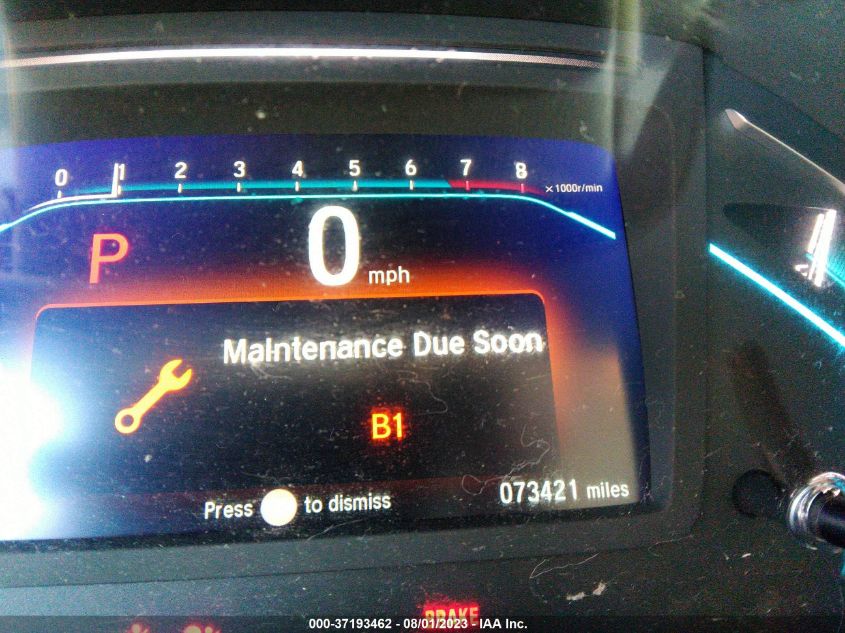 0 1 2 3 4 5 6 7 8 x1000r/min
P 0 mph
Maintenance Due Soon
B1
Press to dismiss
073421 miles
BRAKE
000-37193462 - 08/01/2023 - IAA Inc.